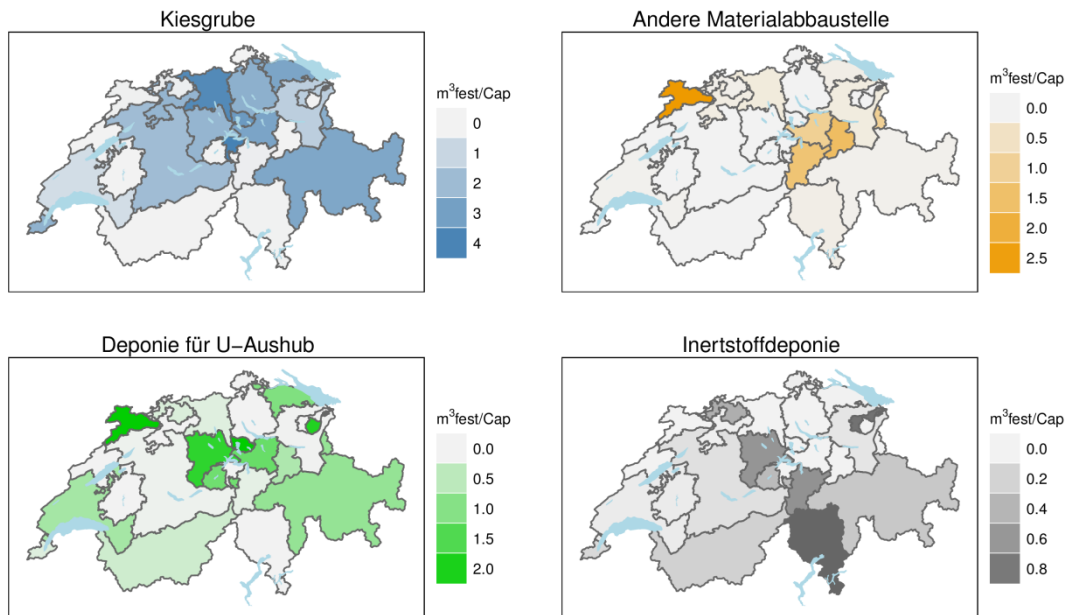 Kiesgrube
m³fest/Cap
0
1
2
3
4
Andere Materialabbaustelle
m³fest/Cap
0.0
0.5
1.0
1.5
2.0
2.5
Deponie für U−Aushub
m³fest/Cap
0.0
0.5
1.0
1.5
2.0
Inertstoffdeponie
m³fest/Cap
0.0
0.2
0.4
0.6
0.8